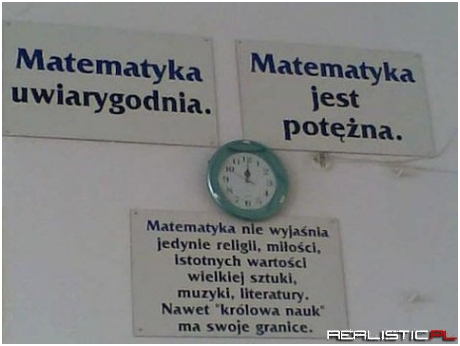 Matematyka
uwiarygodnia.
Matematyka
jest
potężna.
Matematyka nie wyjaśnia
jedynie religii, miłości,
istotnych wartości
wielkiej sztuki,
muzyki, literatury.
Nawet "królowa nauk"
ma swoje granice.
REALISTIC.PL